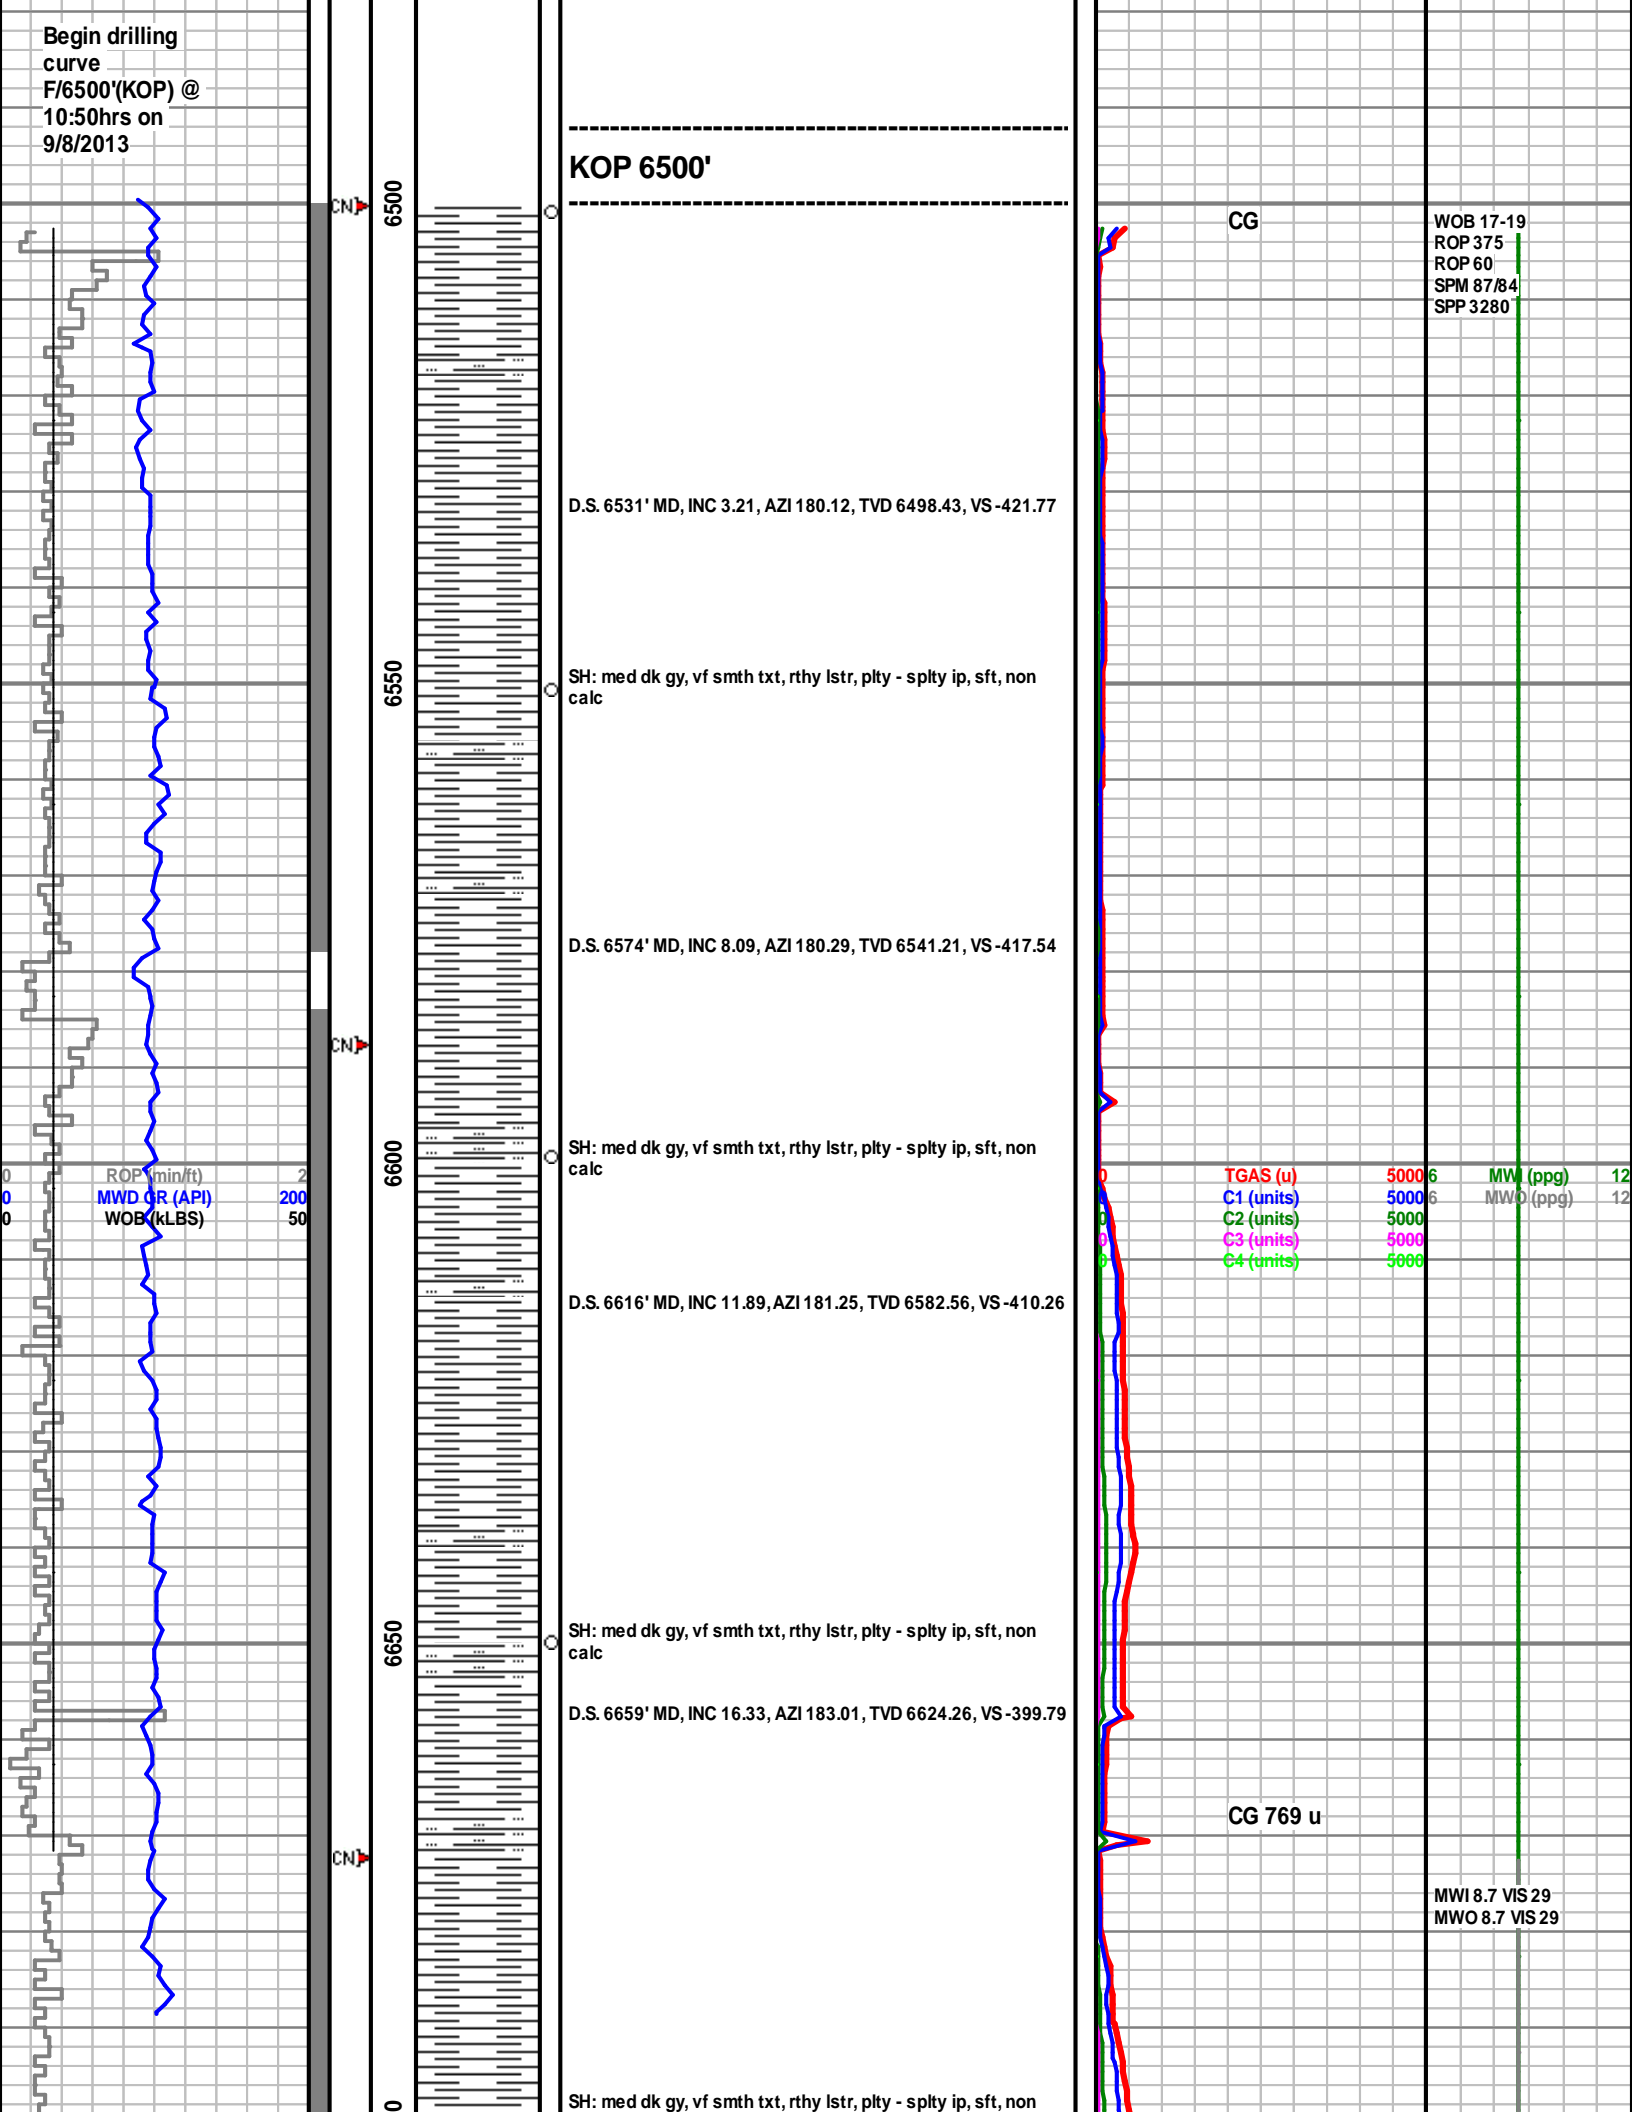 Begin drilling
curve
F/6500'(KOP) @
10:50hrs on
9/8/2013
KOP 6500'
6500
CN
CG
WOB 17-19
ROP 375
ROP 60
SPM 87/84
SPP 3280
D.S. 6531' MD, INC 3.21, AZI 180.12, TVD 6498.43, VS -421.77
6550
SH: med dk gy, vf smth txt, rthy lstr, plty - splty ip, sft, non
calc
D.S. 6574' MD, INC 8.09, AZI 180.29, TVD 6541.21, VS -417.54
CN
6600
SH: med dk gy, vf smth txt, rthy lstr, plty - splty ip, sft, non
calc
0 ROP (min/ft) 2
0 MWD GR (API) 200
0 WOB (kLBS) 50
0 TGAS (u) 5000
0 C1 (units) 5000
0 C2 (units) 5000
0 C3 (units) 5000
0 C4 (units) 5000
6 MWI (ppg) 12
6 MWO (ppg) 12
D.S. 6616' MD, INC 11.89, AZI 181.25, TVD 6582.56, VS -410.26
6650
SH: med dk gy, vf smth txt, rthy lstr, plty - splty ip, sft, non
calc
D.S. 6659' MD, INC 16.33, AZI 183.01, TVD 6624.26, VS -399.79
CG 769 u
CN
MWI 8.7 VIS 29
MWO 8.7 VIS 29
0
SH: med dk gy, vf smth txt, rthy lstr, plty - splty ip, sft, non